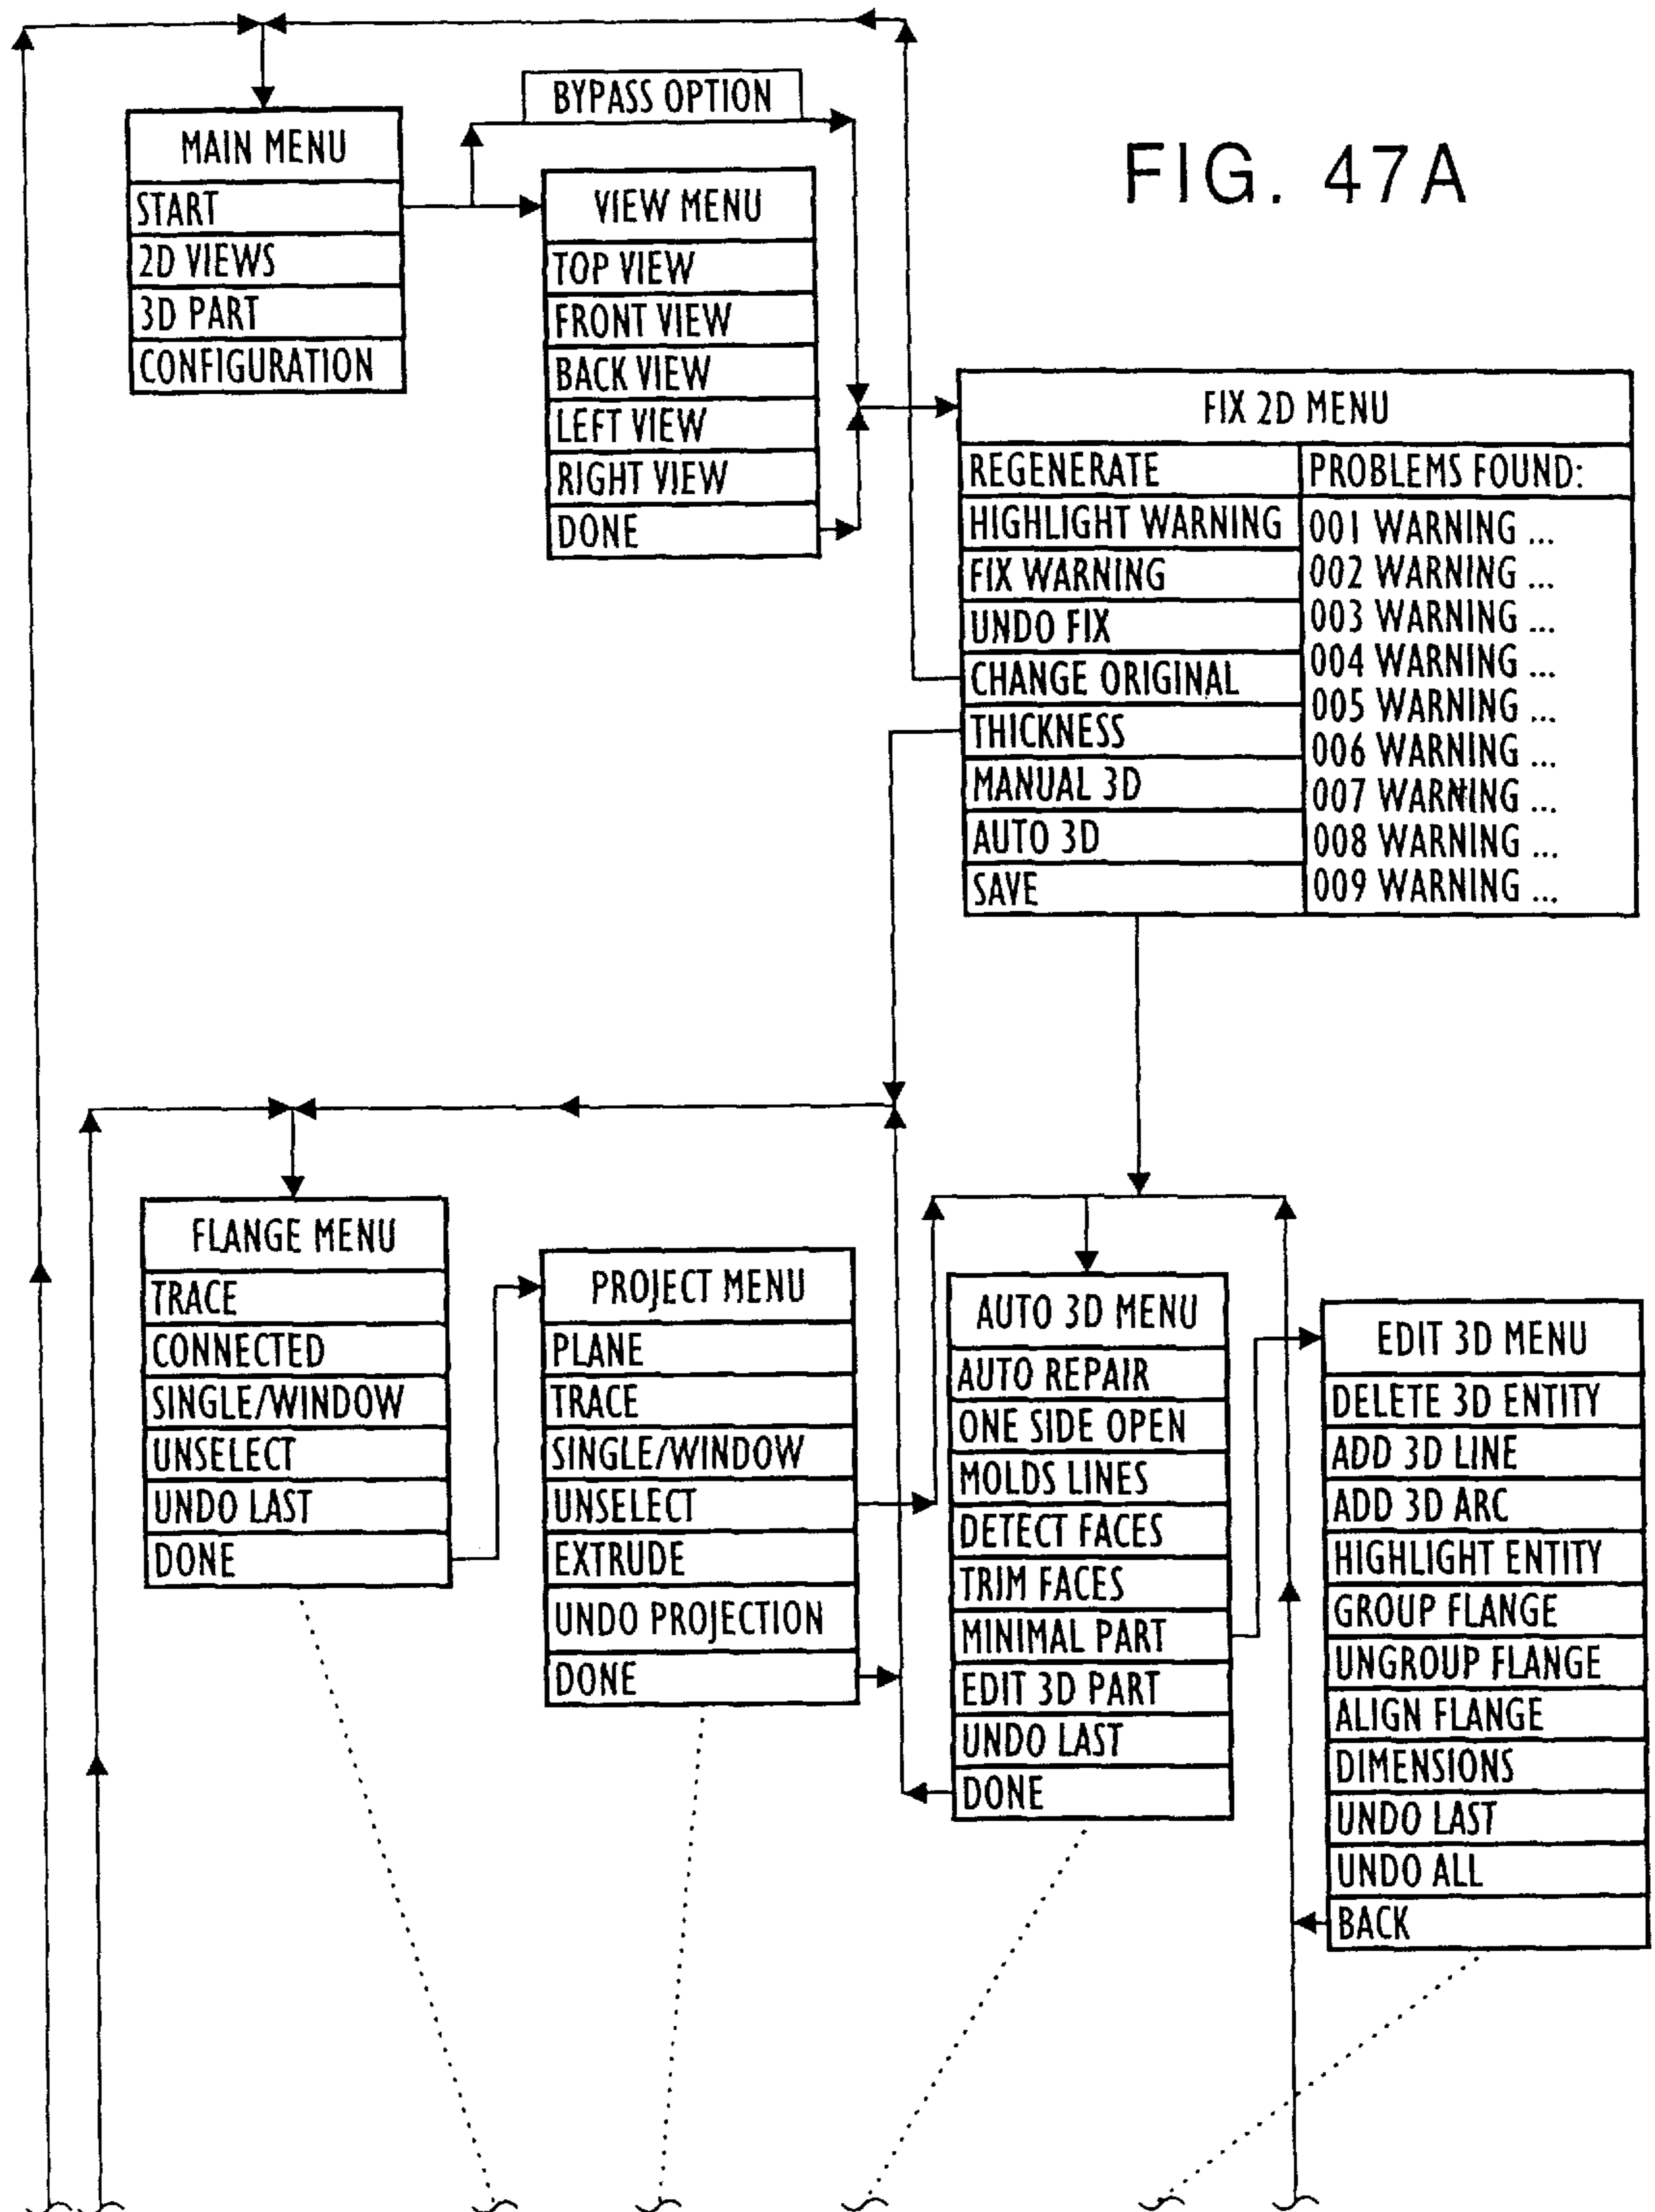 FIG. 47A
BYPASS OPTION
MAIN MENU
START
2D VIEWS
3D PART
CONFIGURATION
VIEW MENU
TOP VIEW
FRONT VIEW
BACK VIEW
LEFT VIEW
RIGHT VIEW
DONE
FIX 2D MENU
REGENERATE
HIGHLIGHT WARNING
FIX WARNING
UNDO FIX
CHANGE ORIGINAL
THICKNESS
MANUAL 3D
AUTO 3D
SAVE
PROBLEMS FOUND:
001 WARNING ...
002 WARNING ...
003 WARNING ...
004 WARNING ...
005 WARNING ...
006 WARNING ...
007 WARNING ...
008 WARNING ...
009 WARNING ...
FLANGE MENU
TRACE
CONNECTED
SINGLE/WINDOW
UNSELECT
UNDO LAST
DONE
PROJECT MENU
PLANE
TRACE
SINGLE/WINDOW
UNSELECT
EXTRUDE
UNDO PROJECTION
DONE
AUTO 3D MENU
AUTO REPAIR
ONE SIDE OPEN
MOLDS LINES
DETECT FACES
TRIM FACES
MINIMAL PART
EDIT 3D PART
UNDO LAST
DONE
EDIT 3D MENU
DELETE 3D ENTITY
ADD 3D LINE
ADD 3D ARC
HIGHLIGHT ENTITY
GROUP FLANGE
UNGROUP FLANGE
ALIGN FLANGE
DIMENSIONS
UNDO LAST
UNDO ALL
BACK